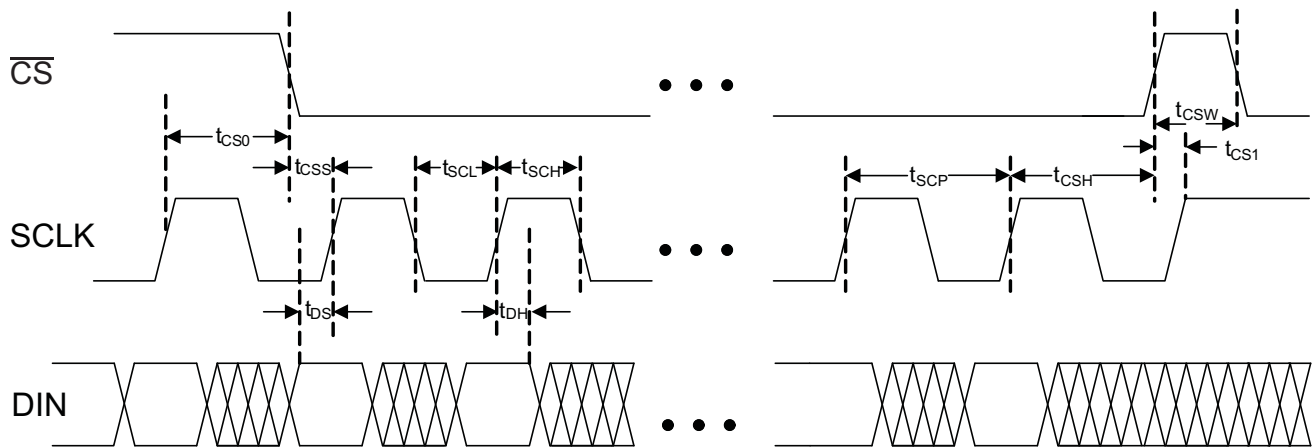 CS
tCSW
tCS0
tCSS
tSCL
tSCH
tCS1
tSCP
tCSH
SCLK
tDS
tDH
DIN